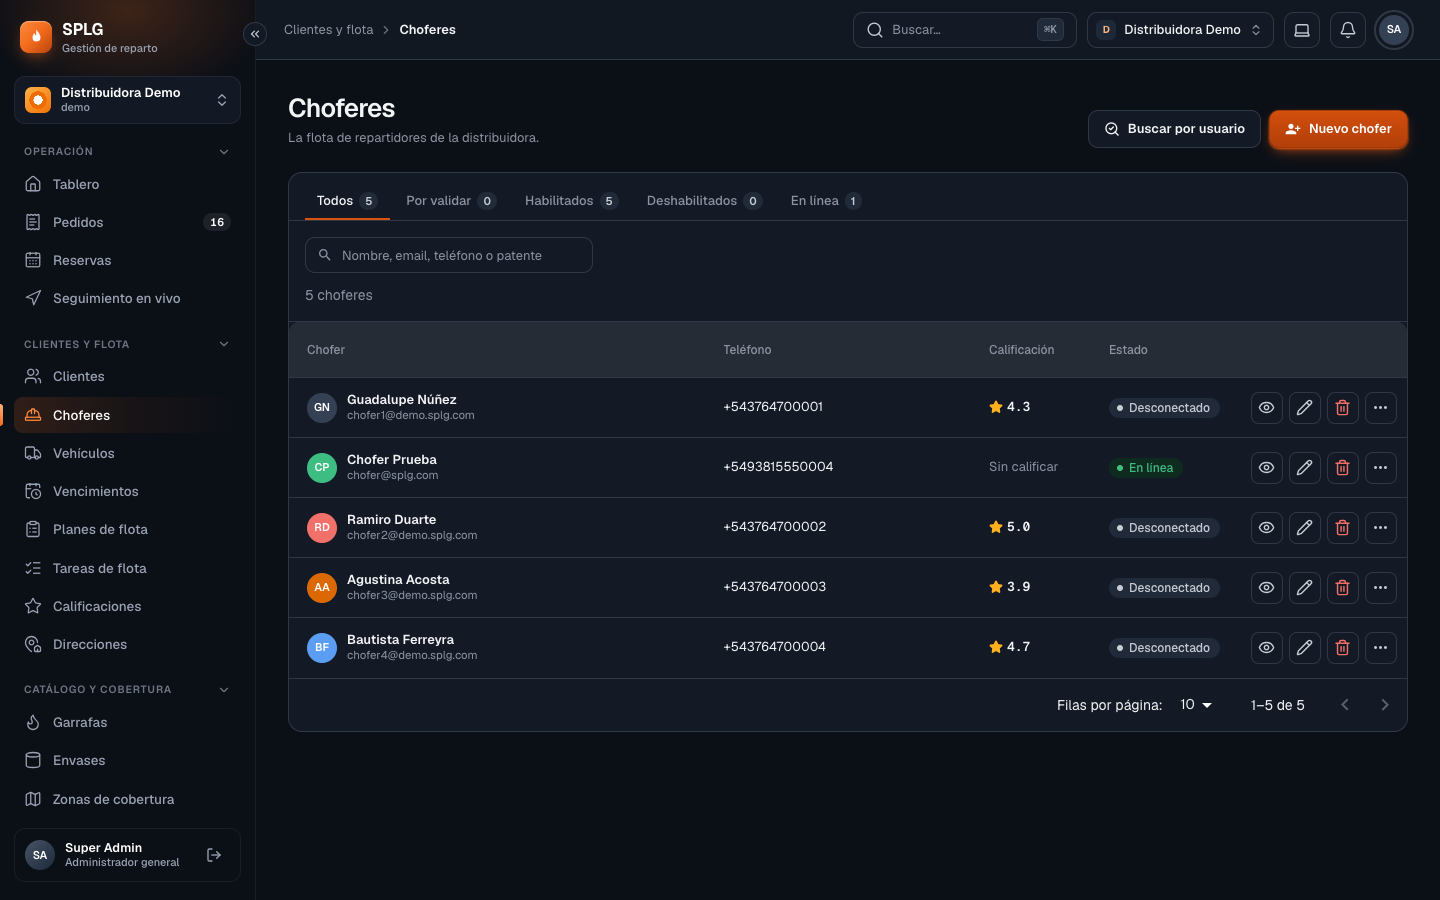 SPLG
Gestión de reparto
Distribuidora Demo
demo
OPERACIÓN
Tablero
Pedidos 16
Reservas
Seguimiento en vivo
CLIENTES Y FLOTA
Clientes
Choferes
Vehículos
Vencimientos
Planes de flota
Tareas de flota
Calificaciones
Direcciones
CATÁLOGO Y COBERTURA
Garrafas
Envases
Zonas de cobertura
SA
Super Admin
Administrador general
Clientes y flota > Choferes
Buscar... ⌘K
D Distribuidora Demo
SA
Choferes
La flota de repartidores de la distribuidora.
Buscar por usuario
Nuevo chofer
Todos 5 Por validar 0 Habilitados 5 Deshabilitados 0 En línea 1
Nombre, email, teléfono o patente
5 choferes
Chofer Teléfono Calificación Estado
GN Guadalupe Núñez +543764700001 4.3 Desconectado
chofer1@demo.splg.com
CP Chofer Prueba +5493815550004 Sin calificar En línea
chofer@splg.com
RD Ramiro Duarte +543764700002 5.0 Desconectado
chofer2@demo.splg.com
AA Agustina Acosta +543764700003 3.9 Desconectado
chofer3@demo.splg.com
BF Bautista Ferreyra +543764700004 4.7 Desconectado
chofer4@demo.splg.com
Filas por página: 10 1–5 de 5